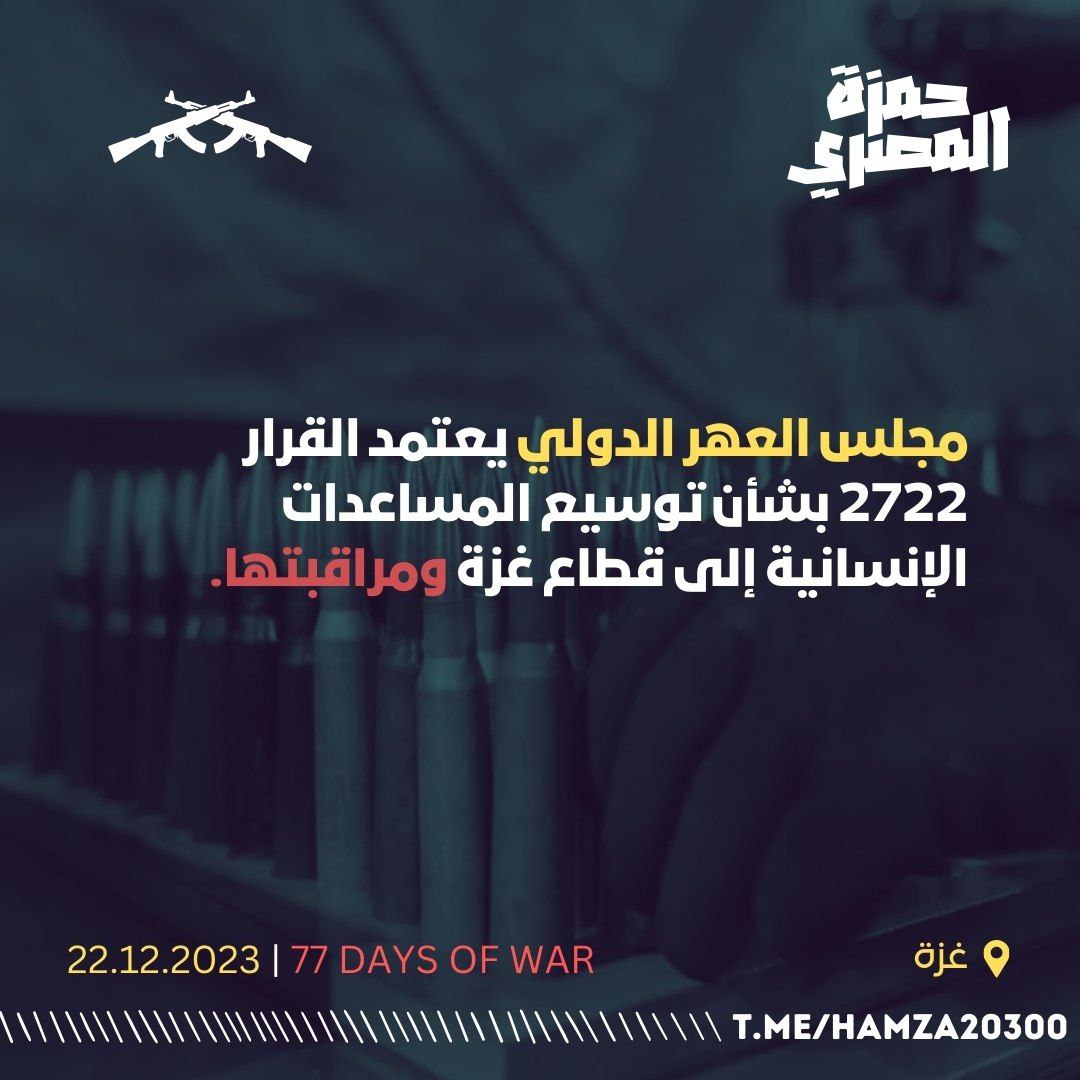 حمزة
المصري
مجلس العهر الدولي يعتمد القرار
2722 بشأن توسيع المساعدات
الإنسانية إلى قطاع غزة ومراقبتها.
22.12.2023 | 77 DAYS OF WAR
غزة
T.ME/HAMZA20300